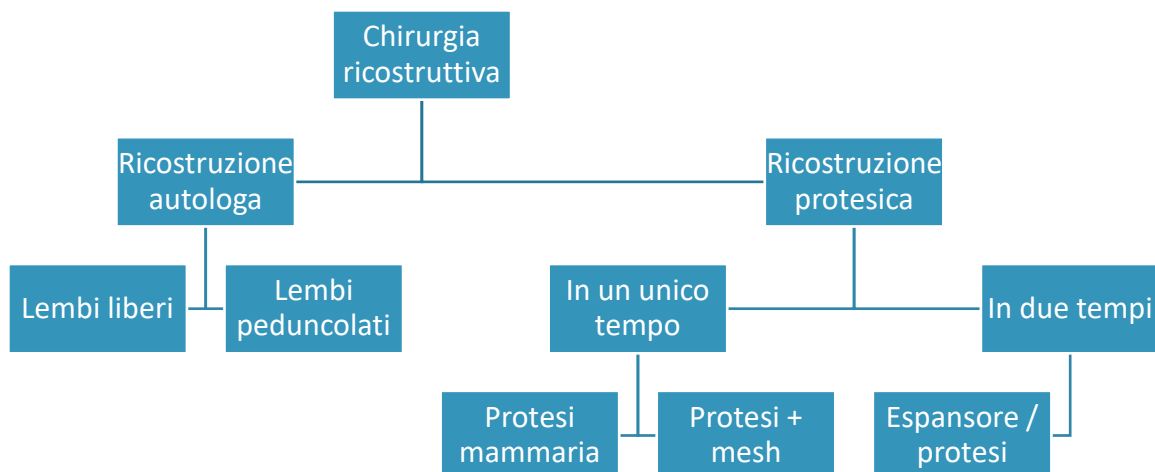 Chirurgia
ricostruttiva
Ricostruzione
autologa
Ricostruzione
protesica
Lembi liberi
Lembi
peduncolati
In un unico
tempo
In due tempi
Protesi
mammaria
Protesi +
mesh
Espansore /
protesi